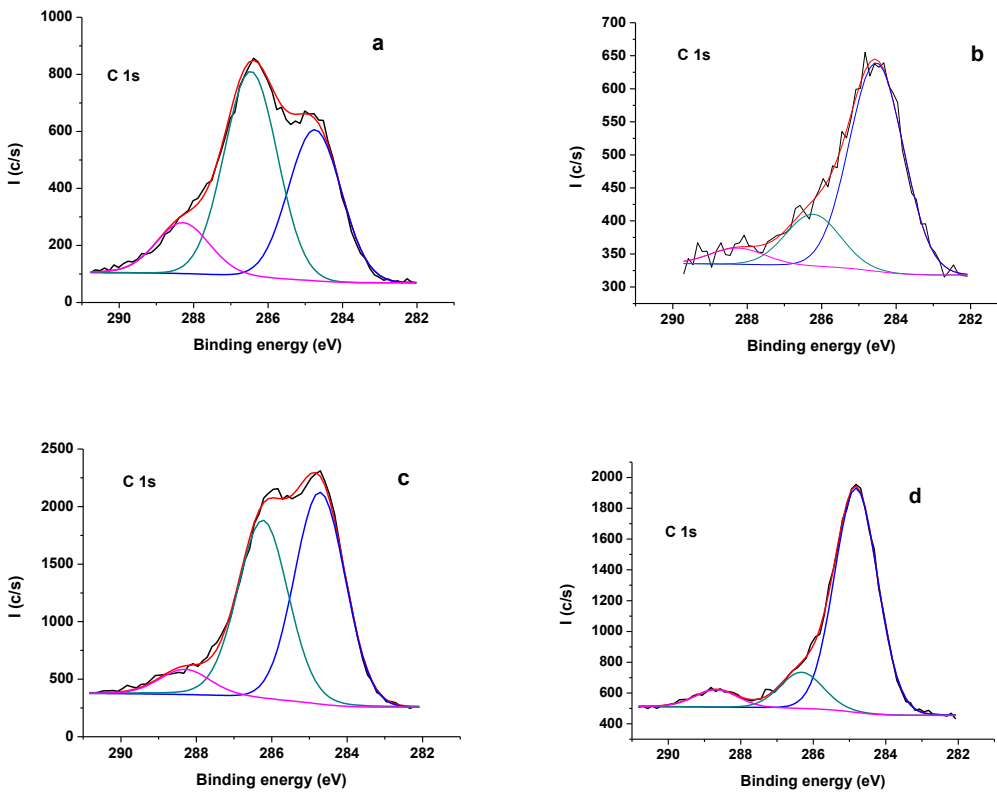 a
C 1s
I (c/s)
1000
800
600
400
200
0
290 288 286 284 282
Binding energy (eV)
b
C 1s
I (c/s)
700
650
600
550
500
450
400
350
300
290 288 286 284 282
Binding energy (eV)
c
C 1s
I (c/s)
2500
2000
1500
1000
500
0
290 288 286 284 282
Binding energy (eV)
d
C 1s
I (c/s)
2000
1800
1600
1400
1200
1000
800
600
400
290 288 286 284 282
Binding energy (eV)